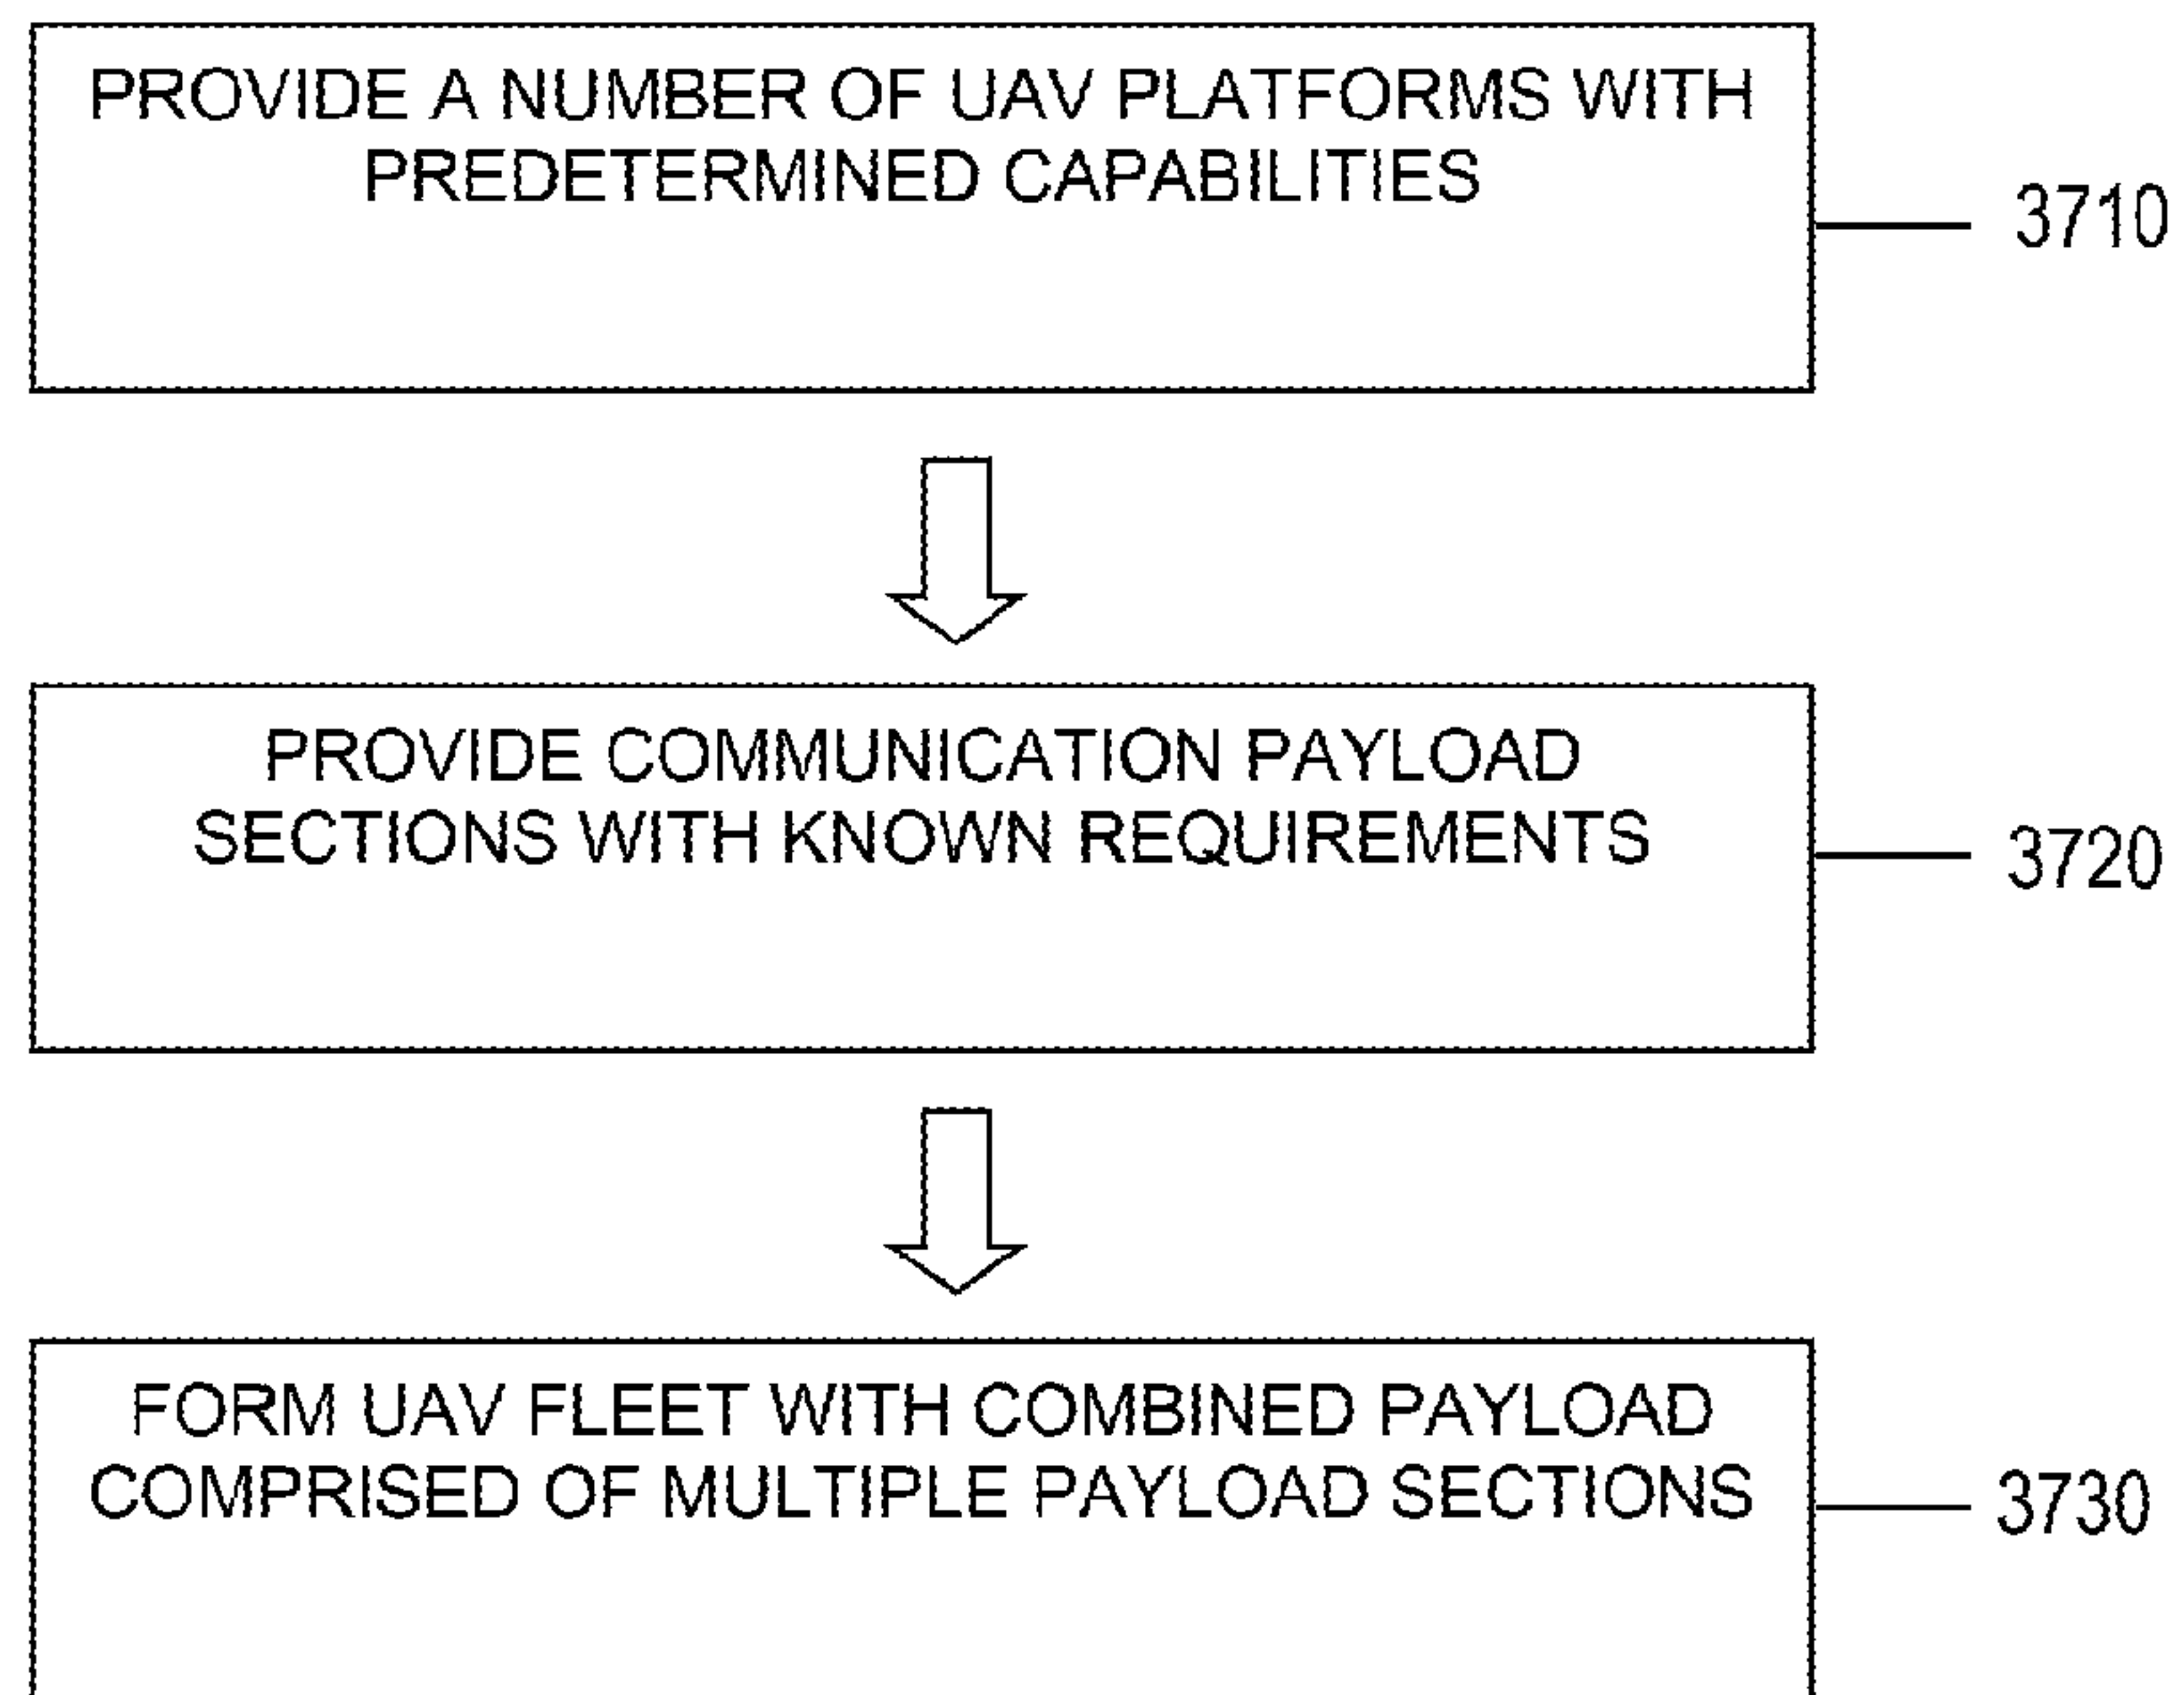 PROVIDE A NUMBER OF UAV PLATFORMS WITH
PREDETERMINED CAPABILITIES
3710
PROVIDE COMMUNICATION PAYLOAD
SECTIONS WITH KNOWN REQUIREMENTS
3720
FORM UAV FLEET WITH COMBINED PAYLOAD
COMPRISED OF MULTIPLE PAYLOAD SECTIONS
3730